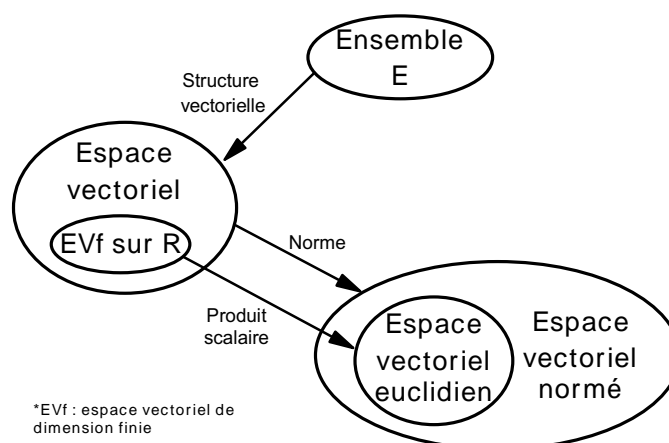 Ensemble
E
Structure
vectorielle
Espace
vectoriel
EVf sur R
Norme
Produit
scalaire
Espace
vectoriel
euclidien
Espace
vectoriel
normé
*EVf : espace vectoriel de
dimension finie